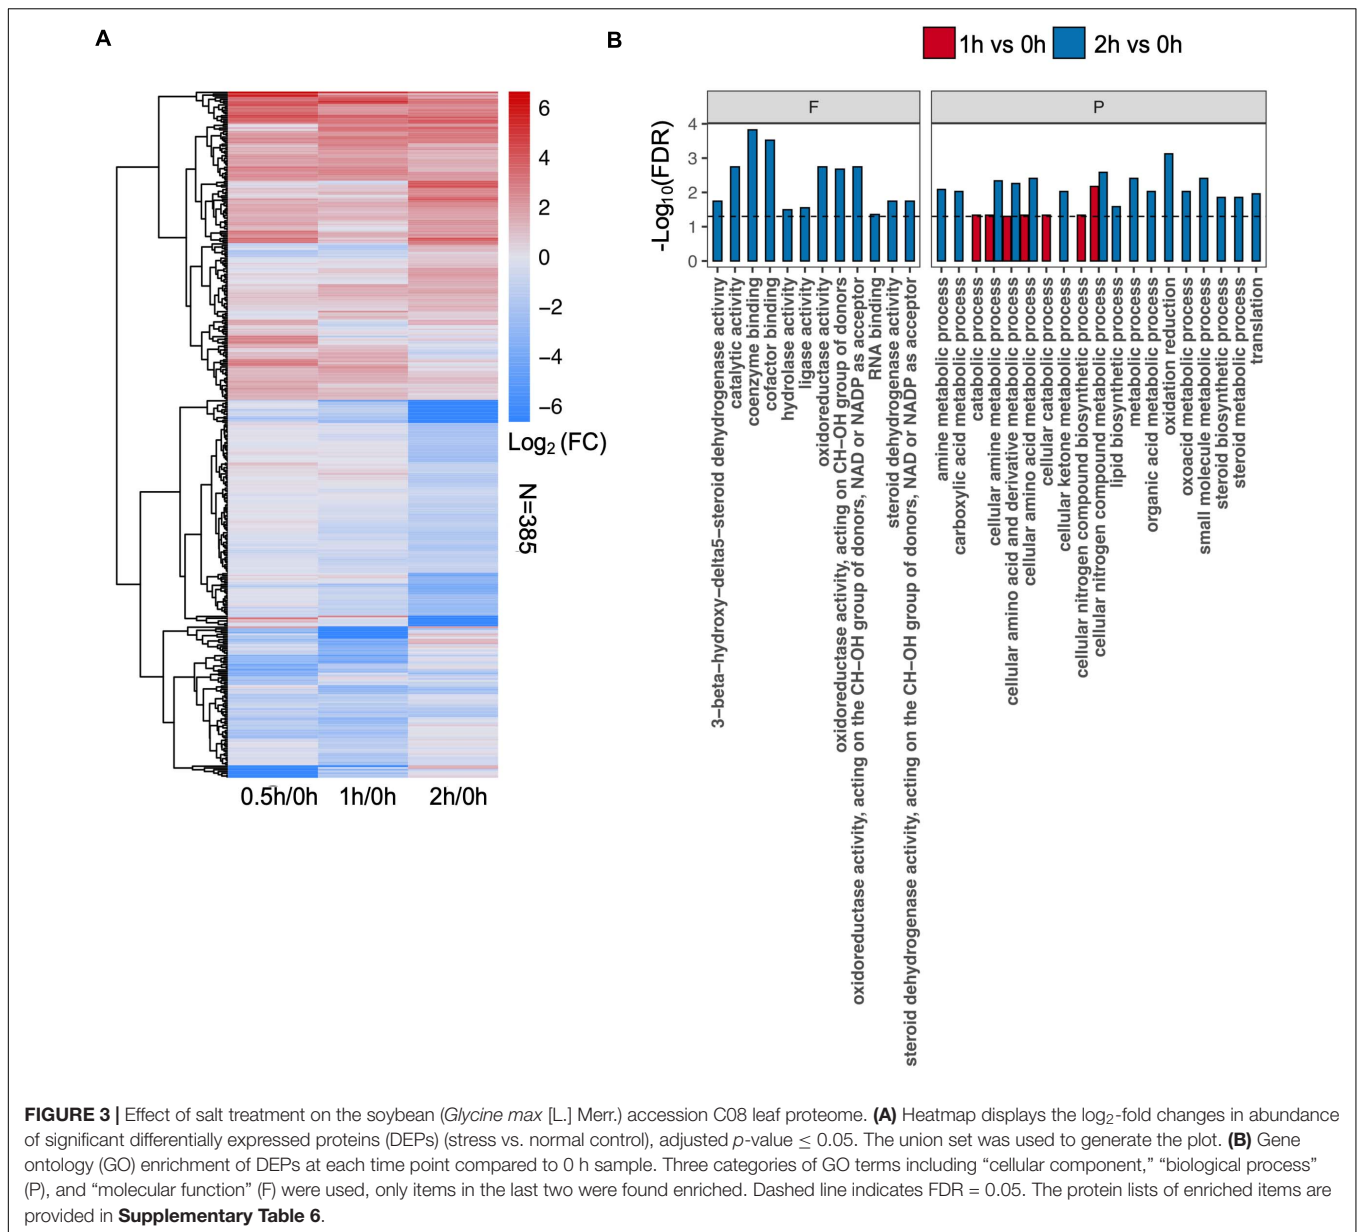 A
B
1h vs 0h 2h vs 0h
F
P
6
4
2
0
−2
−4
−6
Log2 (FC)
N=385
0.5h/0h 1h/0h 2h/0h
-Log10(FDR)
4
3
2
1
0
3−beta−hydroxy−delta5−steroid dehydrogenase activity
catalytic activity
coenzyme binding
cofactor binding
hydrolase activity
ligase activity
oxidoreductase activity
oxidoreductase activity, acting on CH−OH group of donors
oxidoreductase activity, acting on the CH−OH group of donors, NAD or NADP as acceptor
RNA binding
steroid dehydrogenase activity
steroid dehydrogenase activity, acting on the CH−OH group of donors, NAD or NADP as acceptor
amine metabolic process
carboxylic acid metabolic process
catabolic process
cellular amine metabolic process
cellular amino acid and derivative metabolic process
cellular amino acid metabolic process
cellular catabolic process
cellular ketone metabolic process
cellular nitrogen compound biosynthetic process
cellular nitrogen compound metabolic process
lipid biosynthetic process
metabolic process
organic acid metabolic process
oxidation reduction
oxoacid metabolic process
small molecule metabolic process
steroid biosynthetic process
steroid metabolic process
translation
FIGURE 3 | Effect of salt treatment on the soybean (Glycine max [L.] Merr.) accession C08 leaf proteome. (A) Heatmap displays the log2-fold changes in abundance
of significant differentially expressed proteins (DEPs) (stress vs. normal control), adjusted p-value ≤ 0.05. The union set was used to generate the plot. (B) Gene
ontology (GO) enrichment of DEPs at each time point compared to 0 h sample. Three categories of GO terms including “cellular component,” “biological process”
(P), and “molecular function” (F) were used, only items in the last two were found enriched. Dashed line indicates FDR = 0.05. The protein lists of enriched items are
provided in Supplementary Table 6.